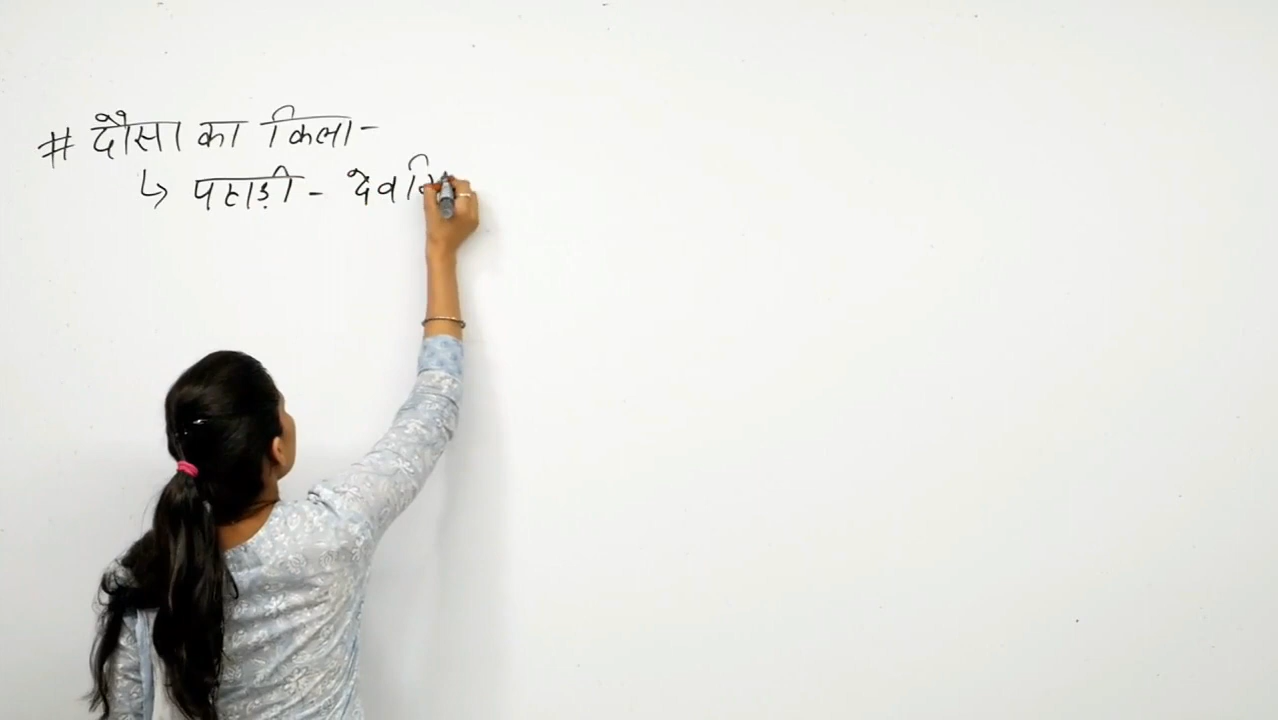 # दौसा का किला-
↳ पहाड़ी - देव